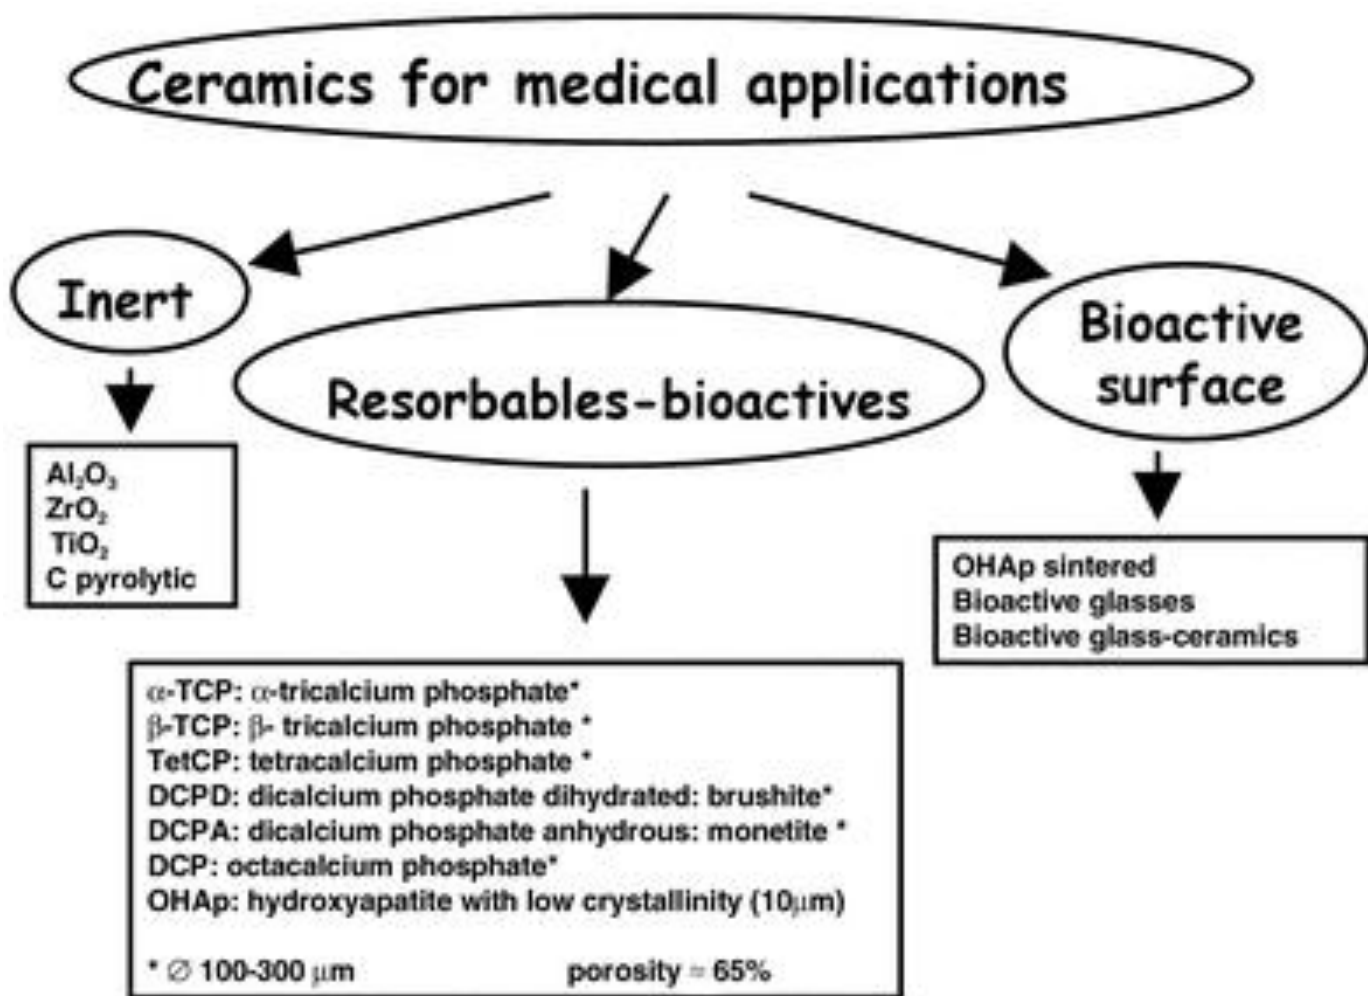 Ceramics for medical applications
Inert
Resorbables-bioactives
Bioactive
surface
Al₂O₃
ZrO₂
TiO₂
C pyrolytic
α-TCP: α-tricalcium phosphate*
β-TCP: β- tricalcium phosphate *
TetCP: tetracalcium phosphate *
DCPD: dicalcium phosphate dihydrated: brushite*
DCPA: dicalcium phosphate anhydrous: monetite *
DCP: octacalcium phosphate*
OHAp: hydroxyapatite with low crystallinity (10μm)
* ∅ 100-300 μm porosity ≈ 65%
OHAp sintered
Bioactive glasses
Bioactive glass-ceramics